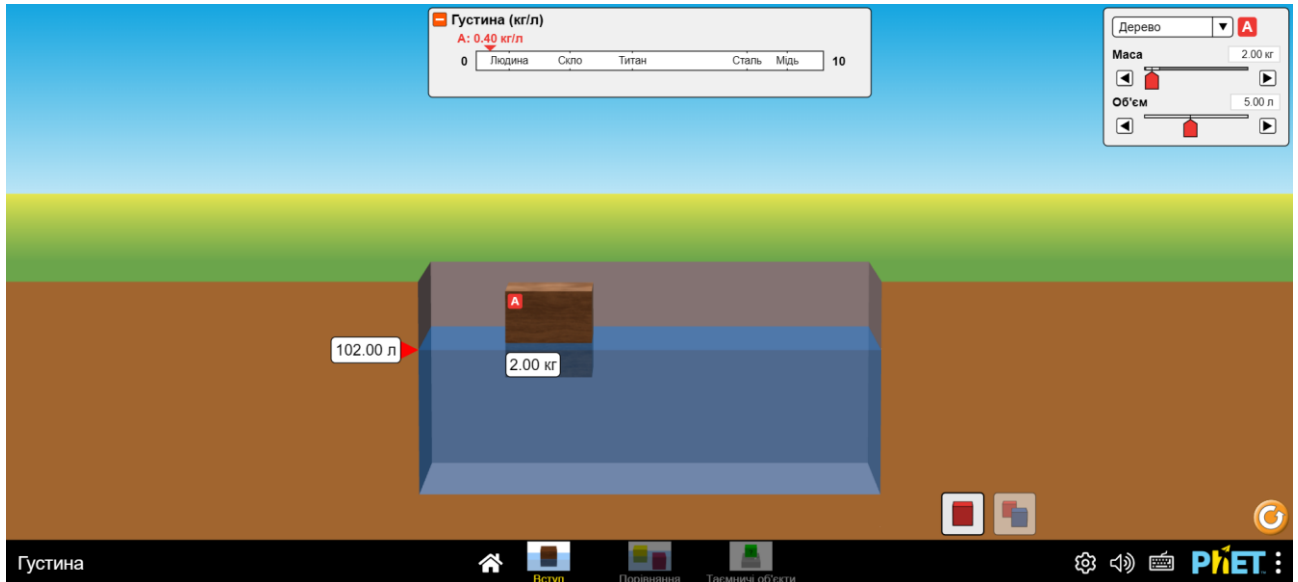 Густина (кг/л)
A: 0.40 кг/л
0 Людина Скло Титан Сталь Мідь 10
Дерево A
Маса 2.00 кг
Об'єм 5.00 л
A
102.00 л
2.00 кг
Густина
Вступ Порівняння Таємничі об'єкти
PhET